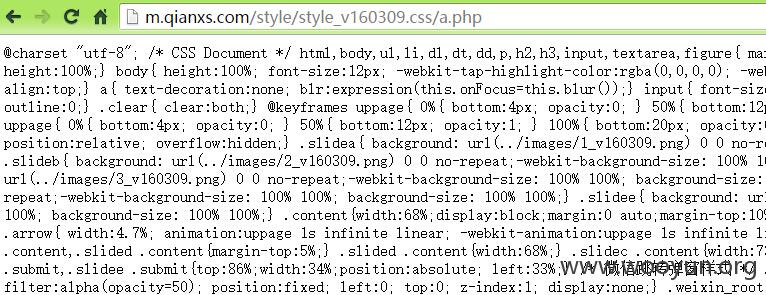 m.qianxs.com/style/style_v160309.css/a.php
@charset "utf-8"; /* CSS Document */ html,body,ul,li,dl,dt,dd,p,h2,h3,input,textarea,figure{ mar
height:100%;} body{ height:100%; font-size:12px; -webkit-tap-highlight-color:rgba(0,0,0,0); -we
align:top;} a{ text-decoration:none; blr:expression(this.onFocus=this.blur());} input{ font-siz
outline:0;} .clear{ clear:both;} @keyframes uppage{ 0%{ bottom:4px; opacity:0; } 50%{ bottom:12
uppage{ 0%{ bottom:4px; opacity:0; } 50%{ bottom:12px; opacity:1; } 100%{ bottom:20px; opacity:
position:relative; overflow:hidden;} .slidea{ background: url(../images/1_v160309.png) 0 0 no-r
.slideb{ background: url(../images/2_v160309.png) 0 0 no-repeat;-webkit-background-size: 100% 1
url(../images/3_v160309.png) 0 0 no-repeat;-webkit-background-size: 100% 100%; background-size:
repeat;-webkit-background-size: 100% 100%; background-size: 100% 100%;} .slidee{ background: ur
100%; background-size: 100% 100%;} .content{width:68%;display:block;margin:0 auto;margin-top:10
.arrow{ width:4.7%; animation:uppage 1s infinite linear; -webkit-animation:uppage 1s infinite l
.content,.slided .content{margin-top:5%;} .slided .content{width:68%;} .slidec .content{width:7
.submit,.slidee .submit{top:86%;width:34%;position:absolute; left:33%;
filter:alpha(opacity=50); position:fixed; left:0; top:0; z-index:1; display:none;} .weixin_root